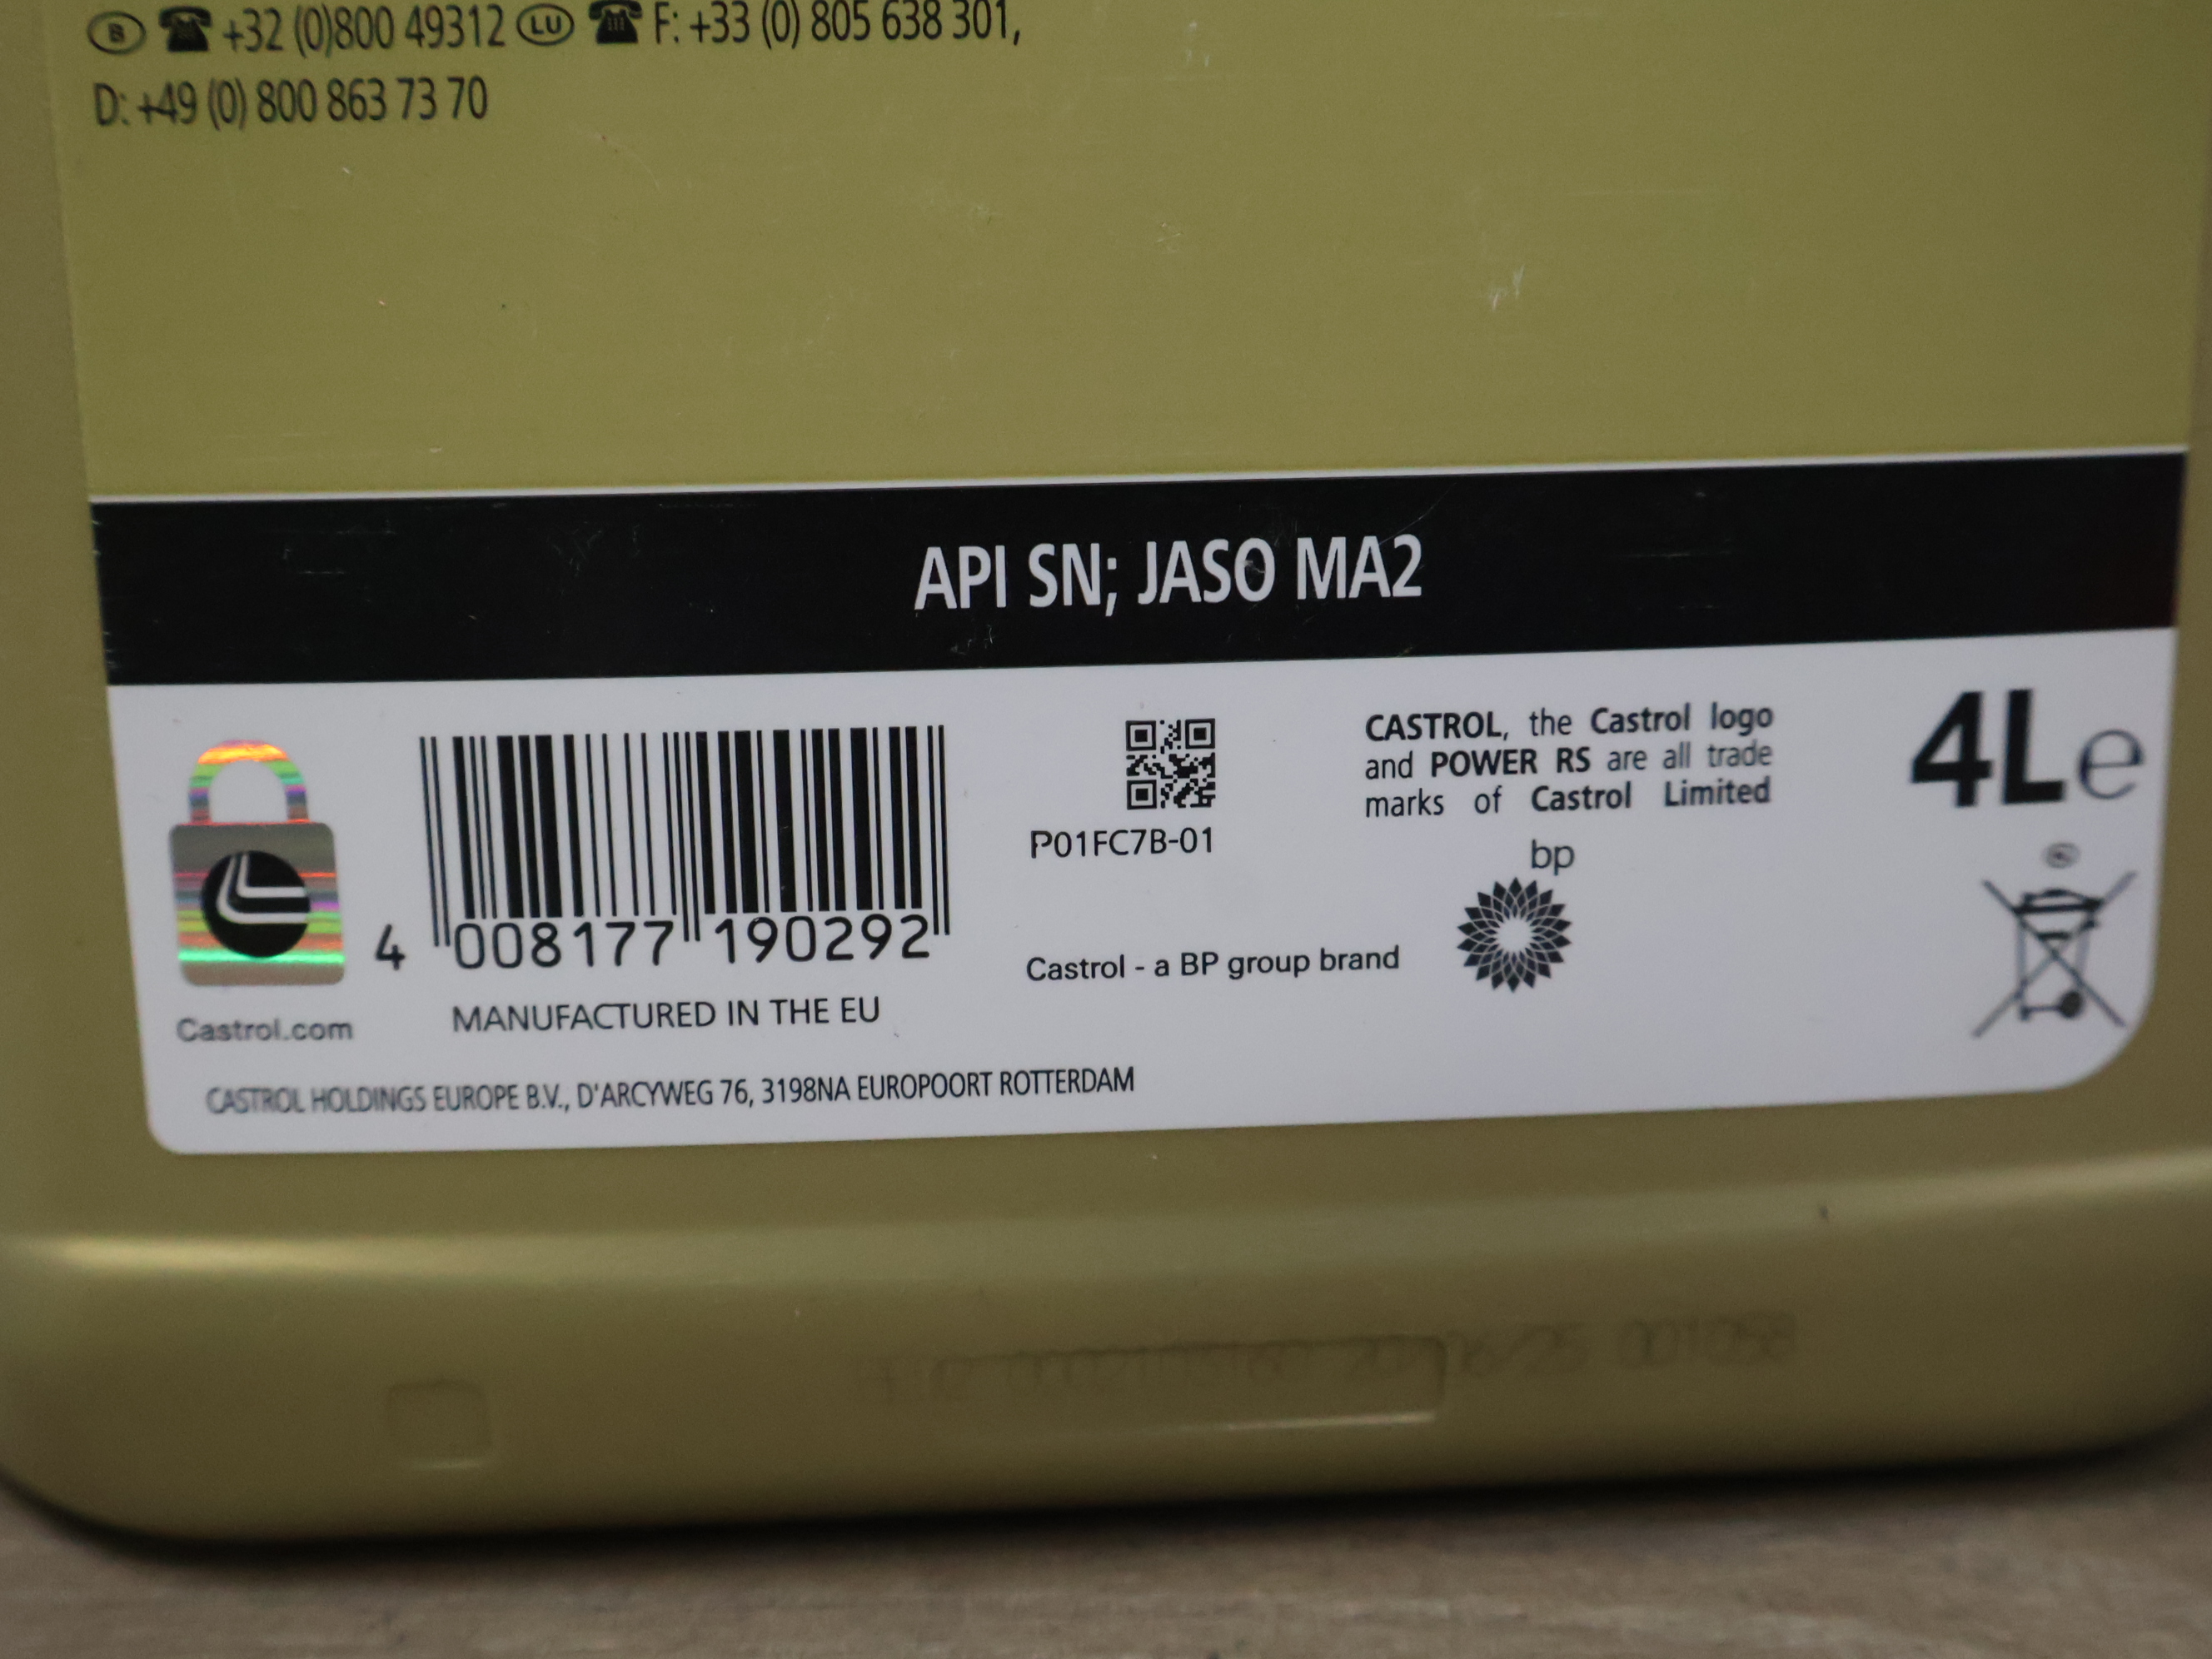 B +32 (0)800 49312 LU F: +33 (0) 805 638 301,
D: +49 (0) 800 863 73 70
API SN; JASO MA2
CASTROL, the Castrol logo
and POWER RS are all trade
marks of Castrol Limited
4L e
P01FC7B-01
bp
4 008177 190292
Castrol - a BP group brand
Castrol.com
MANUFACTURED IN THE EU
CASTROL HOLDINGS EUROPE B.V., D'ARCYWEG 76, 3198NA EUROPOORT ROTTERDAM